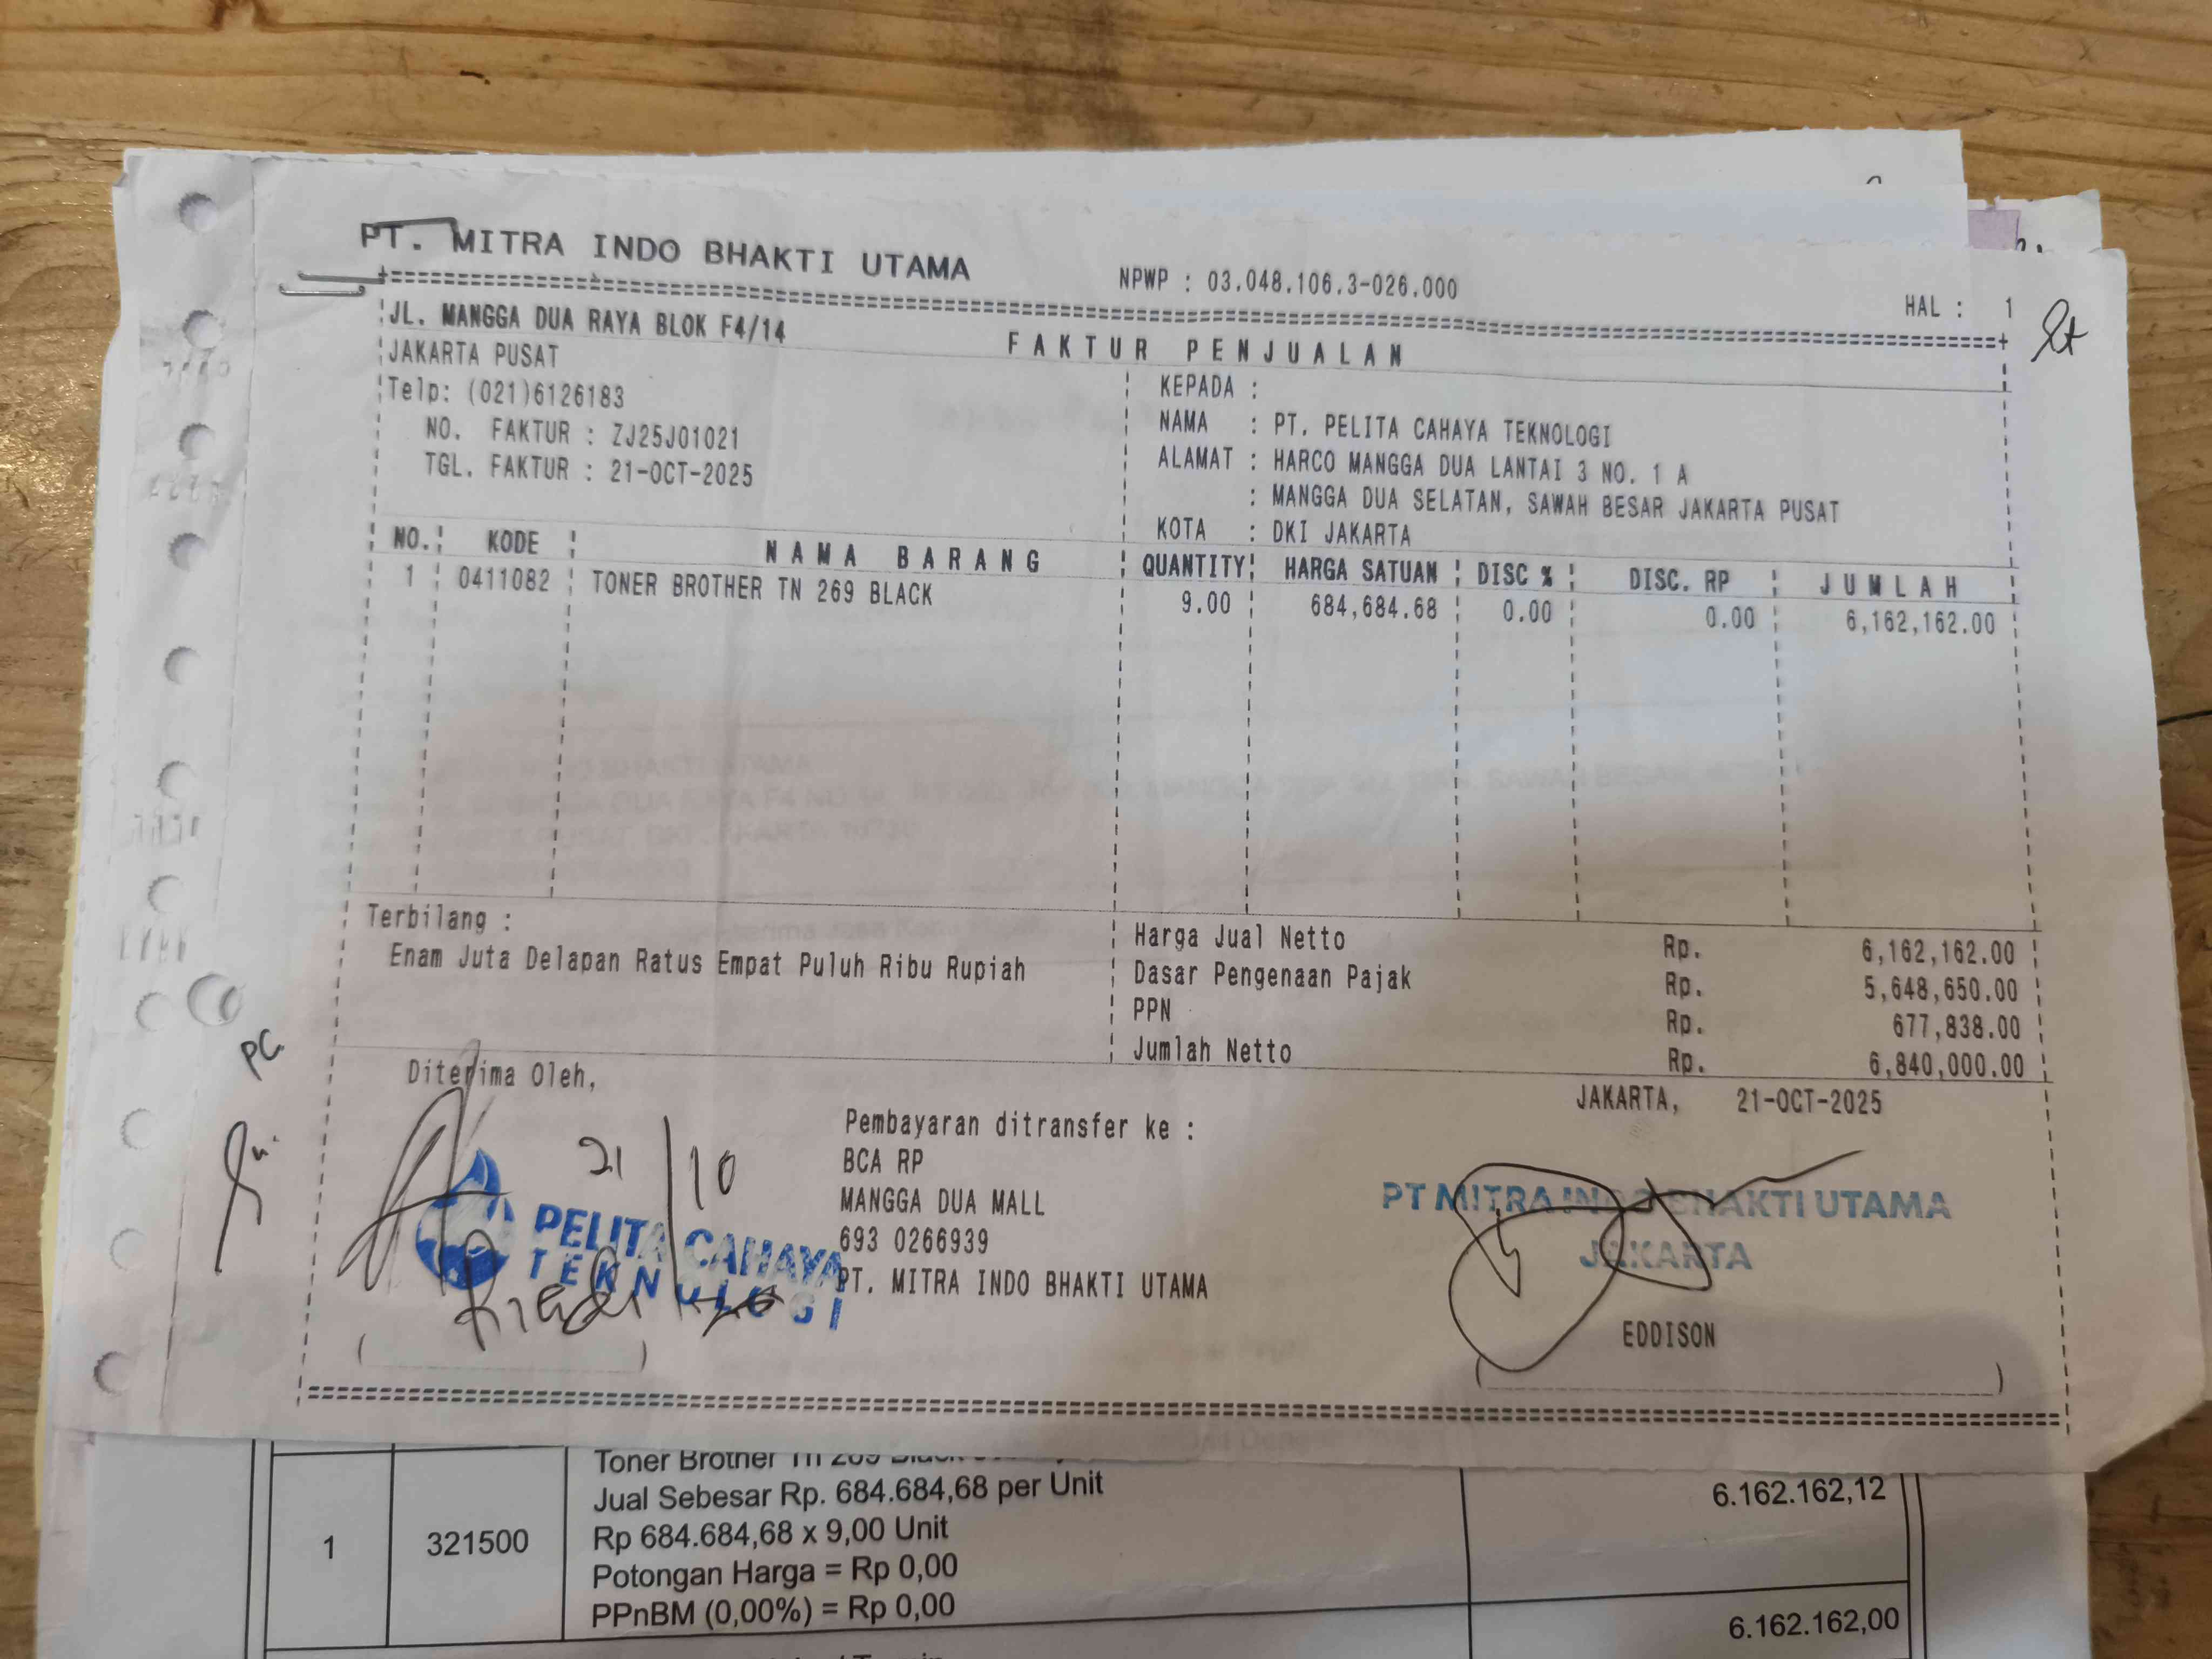 PT. MITRA INDO BHAKTI UTAMA
NPWP : 03.048.106.3-026.000
HAL : 1
JL. MANGGA DUA RAYA BLOK F4/14
FAKTUR PENJUALAN
JAKARTA PUSAT
Telp: (021)6126183
NO. FAKTUR : ZJ25J01021
TGL. FAKTUR : 21-OCT-2025
KEPADA :
NAMA : PT. PELITA CAHAYA TEKNOLOGI
ALAMAT : HARCO MANGGA DUA LANTAI 3 NO. 1 A
: MANGGA DUA SELATAN, SAWAH BESAR JAKARTA PUSAT
KOTA : DKI JAKARTA
NO. KODE NAMA BARANG QUANTITY HARGA SATUAN DISC % DISC. RP JUMLAH
1 0411082 TONER BROTHER TN 269 BLACK 9.00 684,684.68 0.00 0.00 6,162,162.00
Terbilang :
Enam Juta Delapan Ratus Empat Puluh Ribu Rupiah
Harga Jual Netto Rp. 6,162,162.00
Dasar Pengenaan Pajak Rp. 5,648,650.00
PPN Rp. 677,838.00
Jumlah Netto Rp. 6,840,000.00
PC
Diterima Oleh,
21/10
PELITA CAHAYA
TEKNOLOGI
Pembayaran ditransfer ke :
BCA RP
MANGGA DUA MALL
693 0266939
PT. MITRA INDO BHAKTI UTAMA
JAKARTA, 21-OCT-2025
PT MITRA INDO BHAKTI UTAMA
JAKARTA
EDDISON
Toner Brother
Jual Sebesar Rp. 684.684,68 per Unit
Rp 684.684,68 x 9,00 Unit
Potongan Harga = Rp 0,00
PPnBM (0,00%) = Rp 0,00
1
321500
6.162.162,12
6.162.162,00